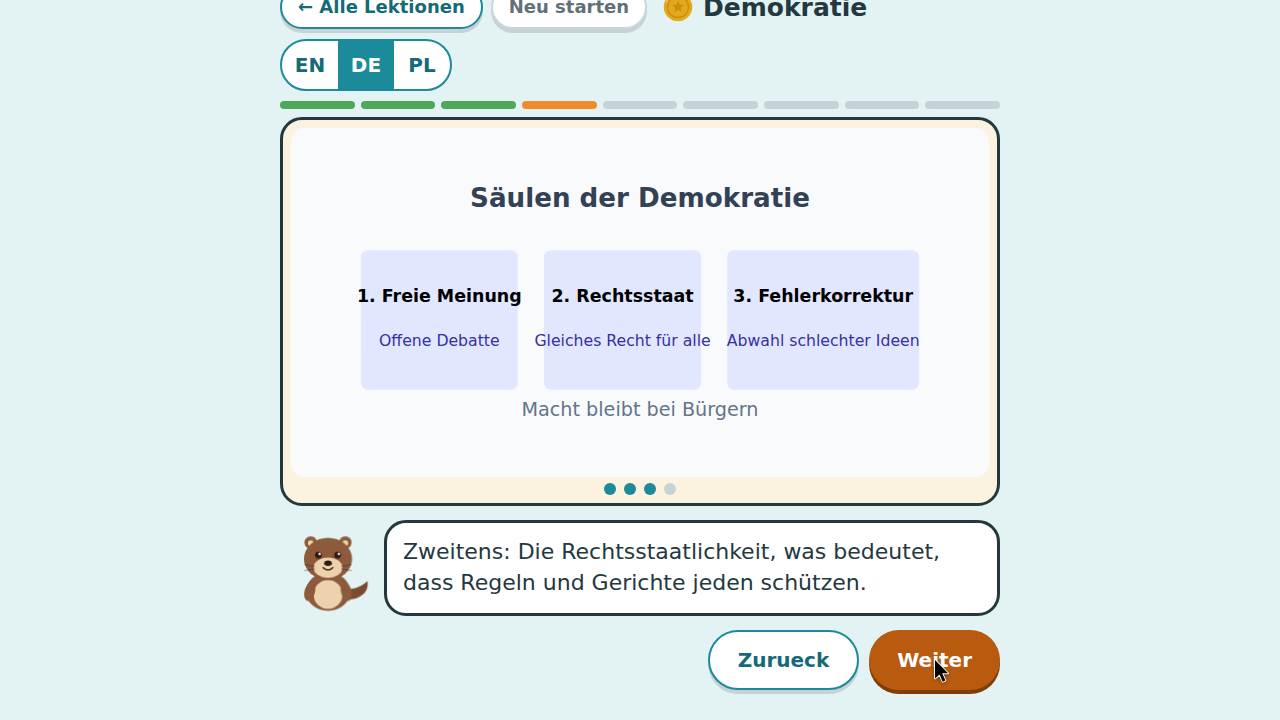 ← Alle Lektionen
Neu starten
Demokratie
EN DE PL
Säulen der Demokratie
1. Freie Meinung
Offene Debatte
2. Rechtsstaat
Gleiches Recht für alle
3. Fehlerkorrektur
Abwahl schlechter Ideen
Macht bleibt bei Bürgern
Zweitens: Die Rechtsstaatlichkeit, was bedeutet,
dass Regeln und Gerichte jeden schützen.
Zurueck
Weiter